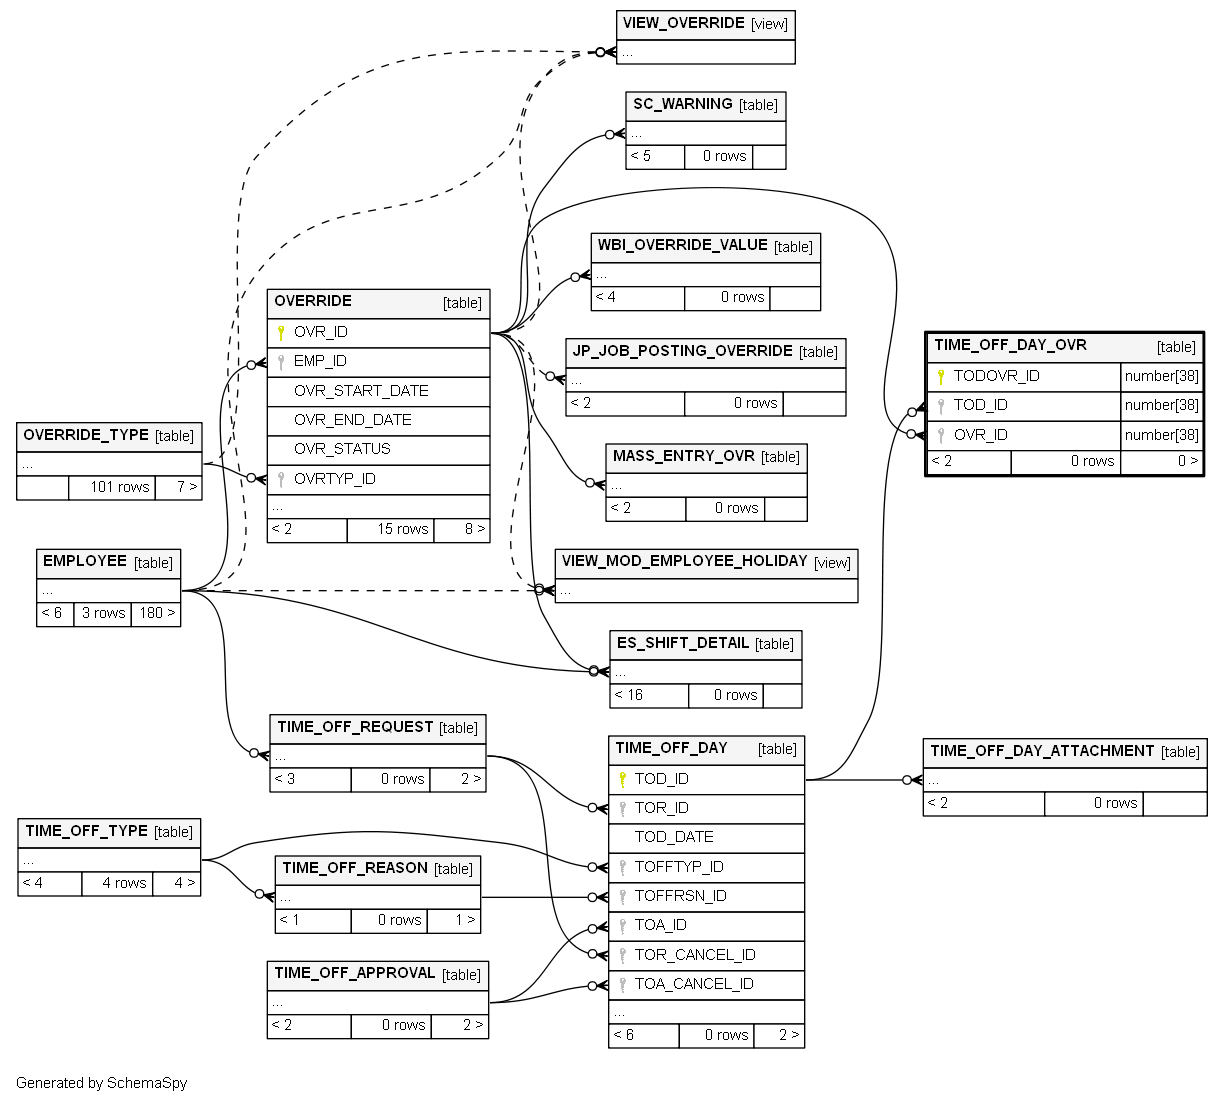 VIEW_OVERRIDE [view]
...
SC_WARNING [table]
...
< 5 0 rows
WBI_OVERRIDE_VALUE [table]
...
< 4 0 rows
OVERRIDE [table]
OVR_ID
EMP_ID
OVR_START_DATE
OVR_END_DATE
OVR_STATUS
OVRTYP_ID
...
< 2 15 rows 8 >
JP_JOB_POSTING_OVERRIDE [table]
...
< 2 0 rows
TIME_OFF_DAY_OVR [table]
TODOVR_ID number[38]
TOD_ID number[38]
OVR_ID number[38]
< 2 0 rows 0 >
OVERRIDE_TYPE [table]
...
101 rows 7 >
MASS_ENTRY_OVR [table]
...
< 2 0 rows
EMPLOYEE [table]
...
< 6 3 rows 180 >
VIEW_MOD_EMPLOYEE_HOLIDAY [view]
...
ES_SHIFT_DETAIL [table]
...
< 16 0 rows
TIME_OFF_REQUEST [table]
...
< 3 0 rows 2 >
TIME_OFF_DAY [table]
TOD_ID
TOR_ID
TOD_DATE
TOFFTYP_ID
TOFFRSN_ID
TOA_ID
TOR_CANCEL_ID
TOA_CANCEL_ID
...
< 6 0 rows 2 >
TIME_OFF_DAY_ATTACHMENT [table]
...
< 2 0 rows
TIME_OFF_TYPE [table]
...
< 4 4 rows 4 >
TIME_OFF_REASON [table]
...
< 1 0 rows 1 >
TIME_OFF_APPROVAL [table]
...
< 2 0 rows 2 >
Generated by SchemaSpy